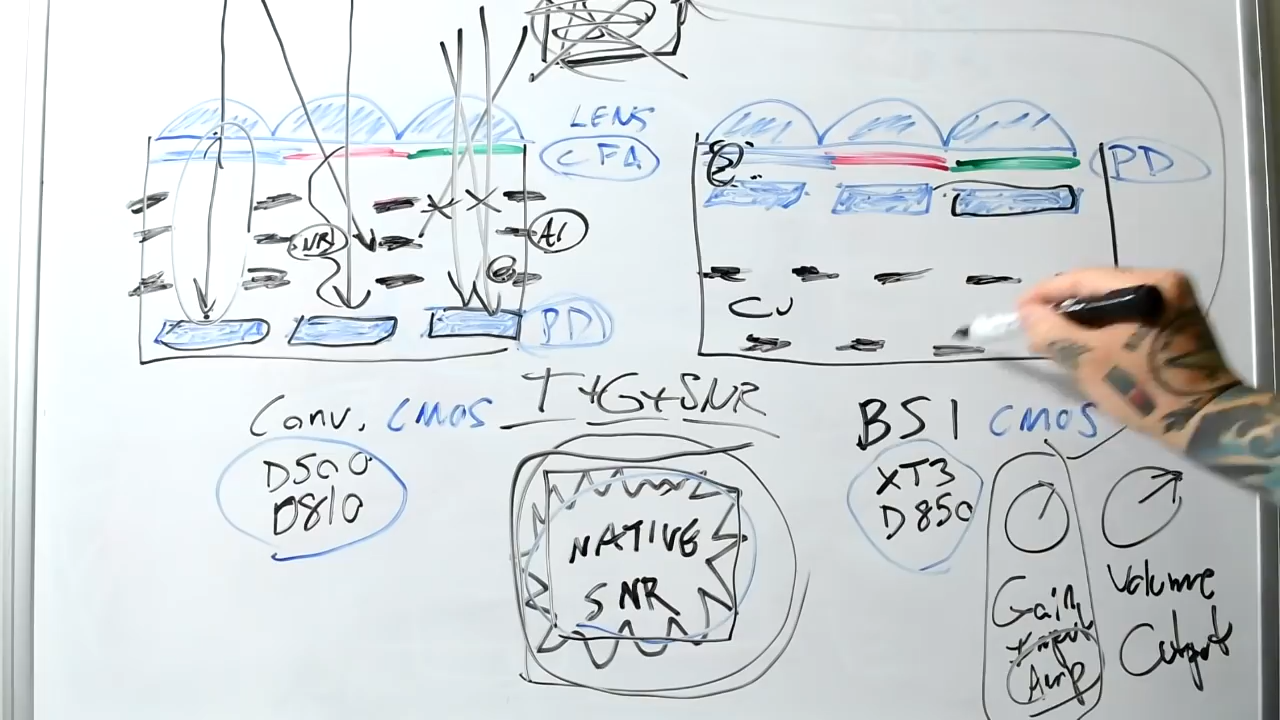 LENS
CFA
NR
Al
PD
PD
Cu
T+G+SNR
Conv. CMOS
D500
D810
BSI CMOS
XT3
D850
NATIVE
SNR
Gain
Input
Amp
Volume
Output